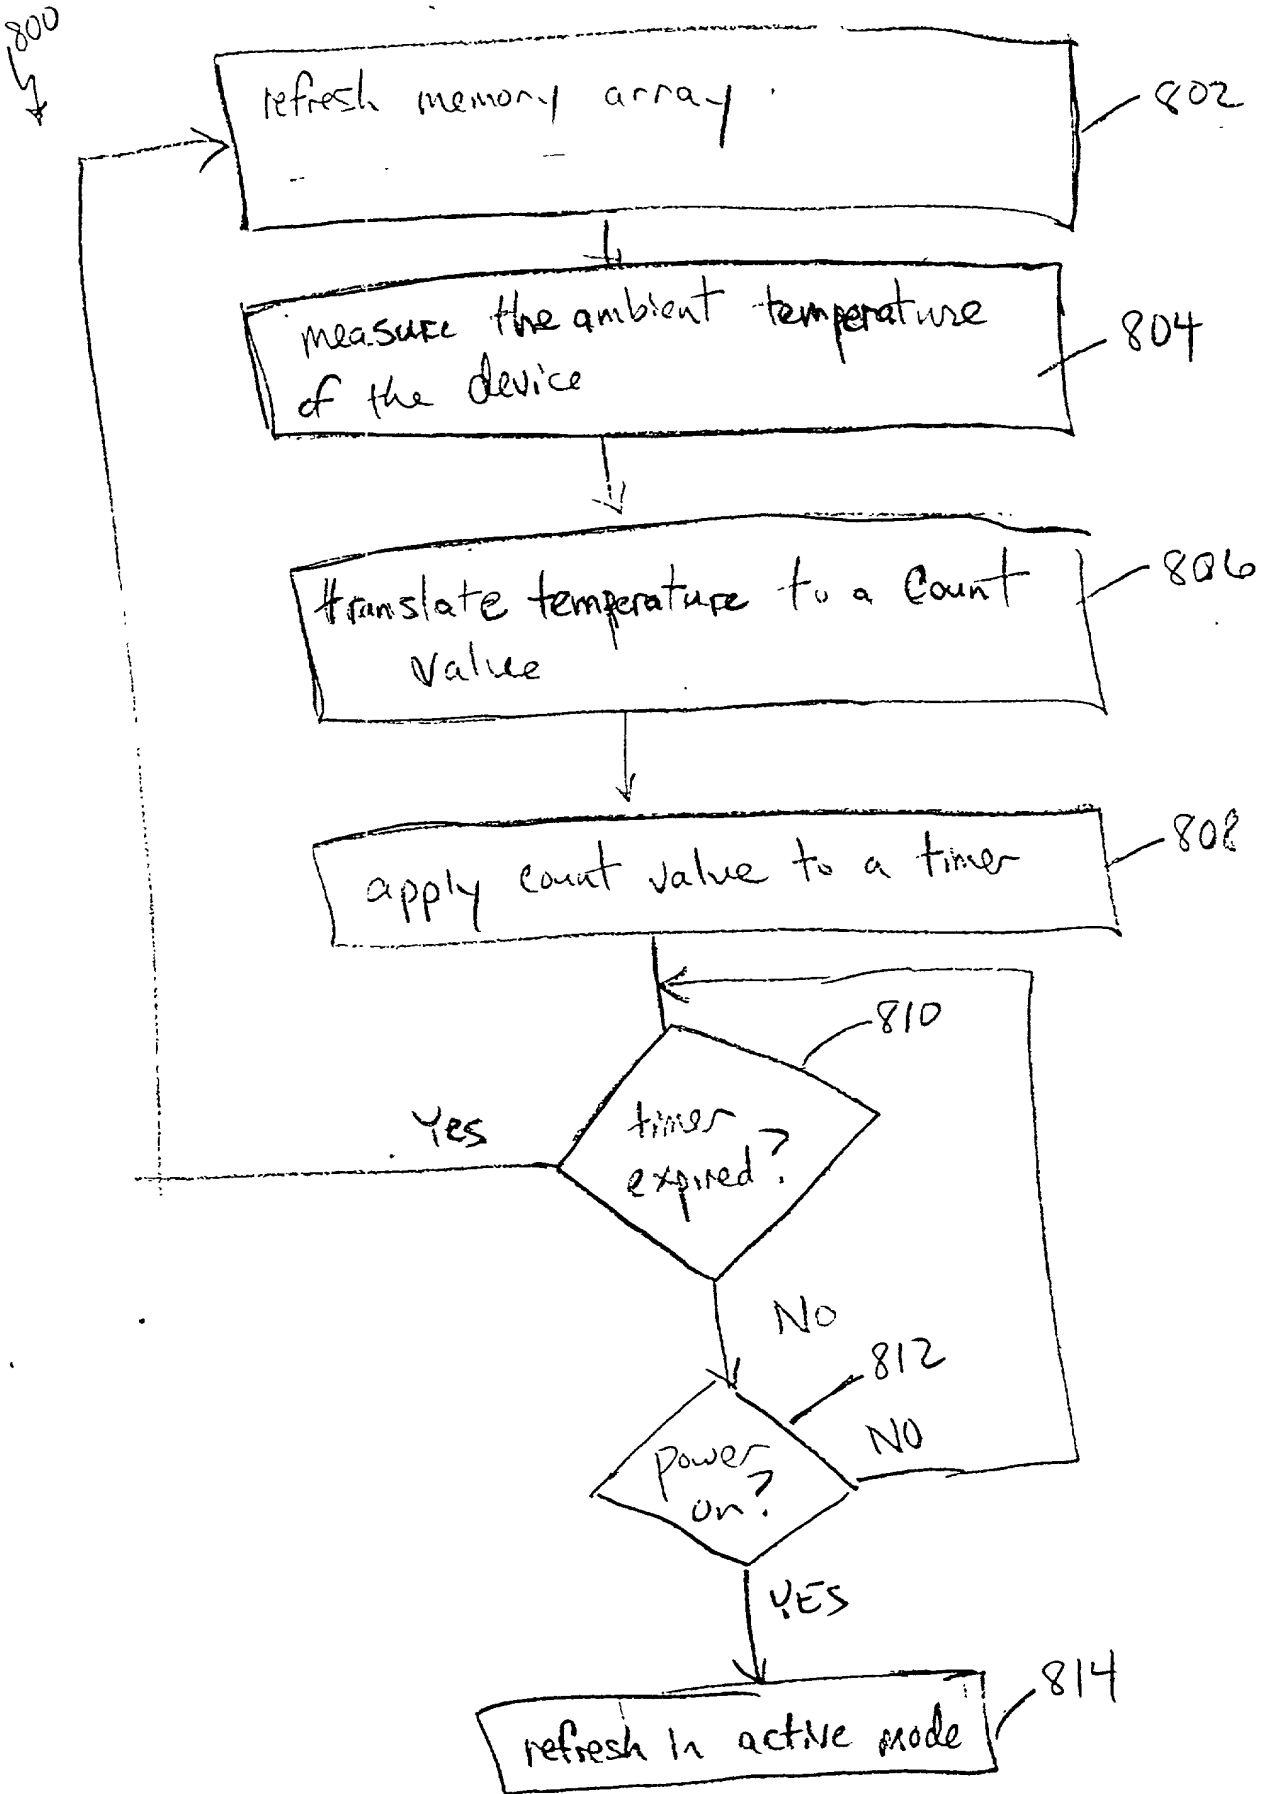 800
refresh memory array
802
measure the ambient temperature
of the device
804
translate temperature to a count
value
806
apply count value to a timer
808
810
timer
expired?
Yes
NO
812
power
on?
NO
YES
814
refresh in active mode